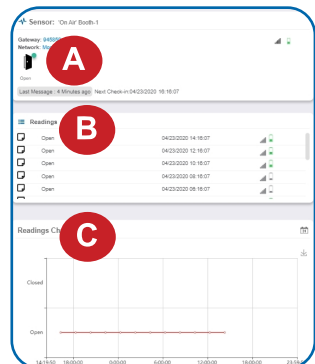 Sensor: 'On Air' Booth-1
Gateway:
Network:
A
Open
Last Message : 4 Minutes ago Next Check-in:04/23/2020 16:16:07
Readings
B
Open 04/23/2020 14:16:07
Open 04/23/2020 12:16:07
Open 04/23/2020 10:16:07
Open 04/23/2020 08:16:07
Open 04/23/2020 06:16:07
Readings
C
Closed
Open
18:00:00 0:00:00 6:00:00 12:00:00 18:00:00